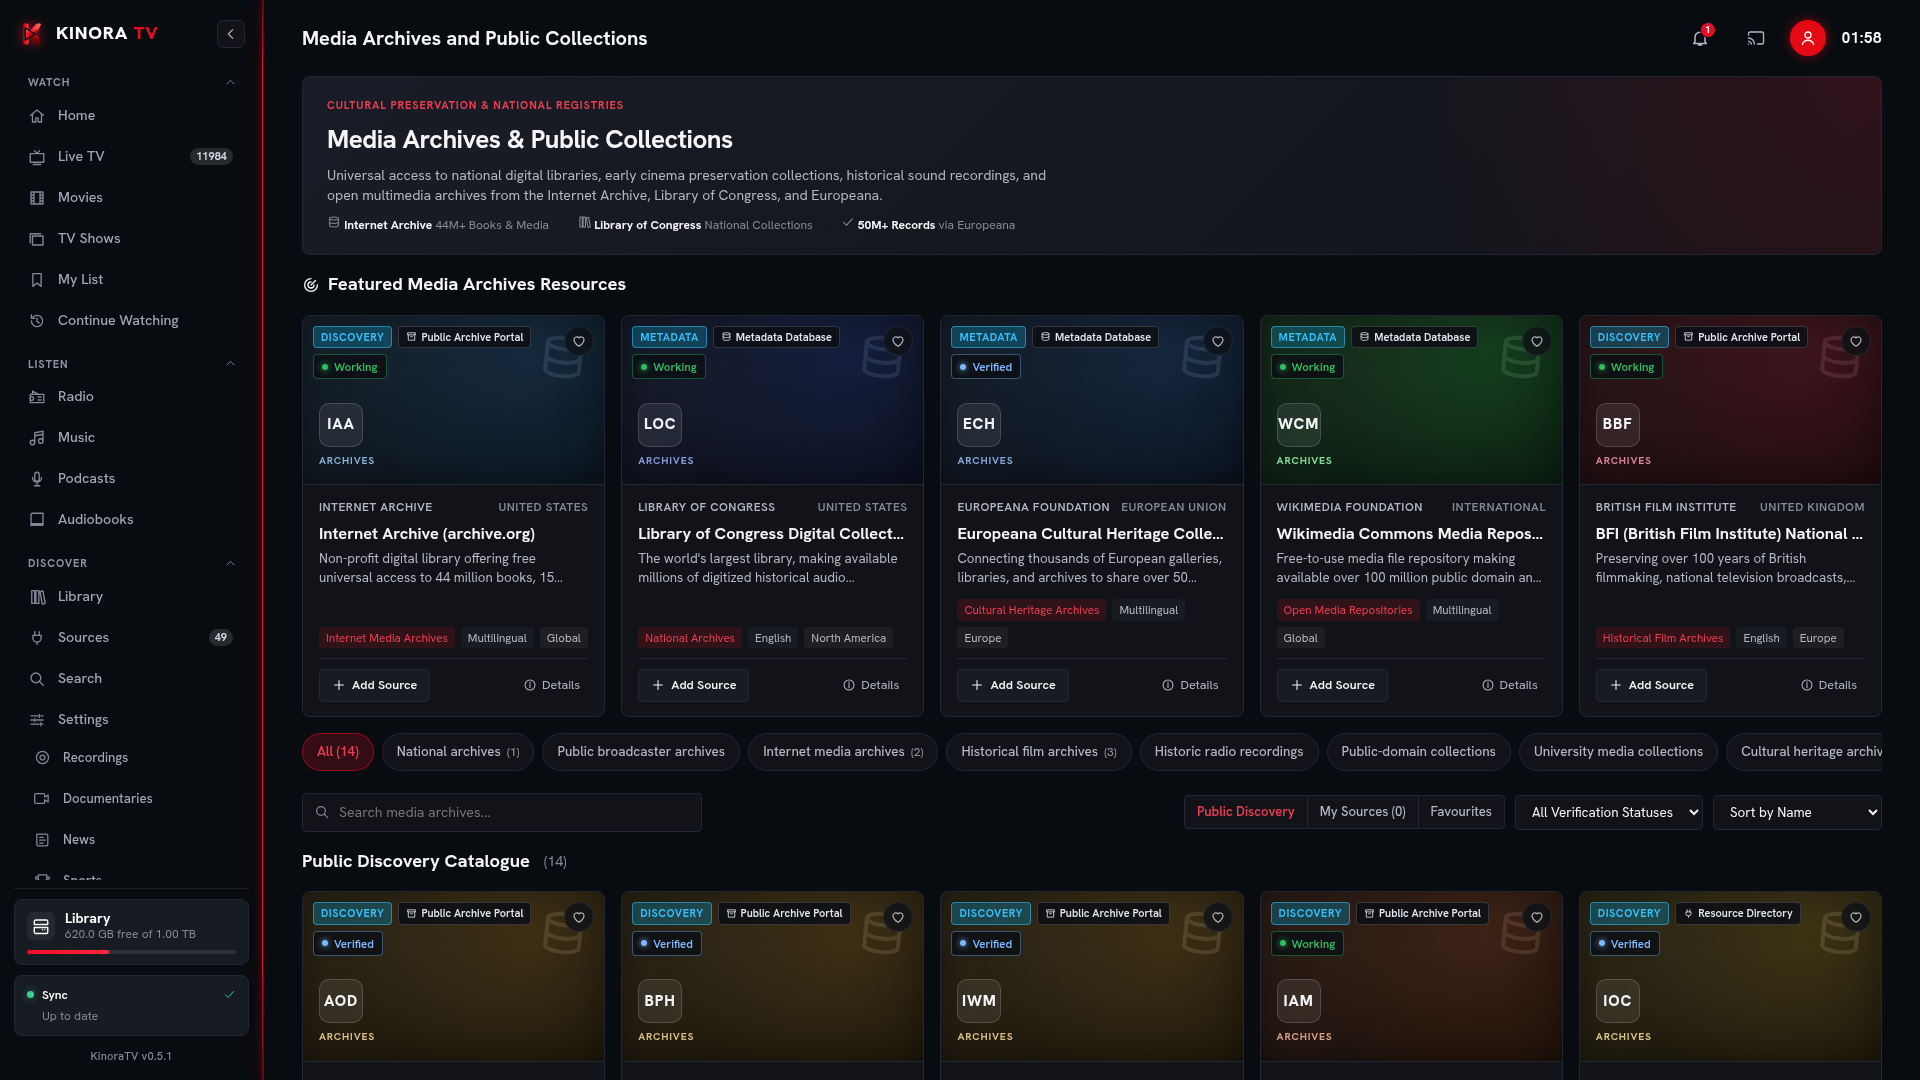 KINORA TV
WATCH
Home
Live TV 11984
Movies
TV Shows
My List
Continue Watching
LISTEN
Radio
Music
Podcasts
Audiobooks
DISCOVER
Library
Sources 49
Search
Settings
Recordings
Documentaries
News
Sports
Library
620.0 GB free of 1.00 TB
Sync
Up to date
KinoraTV v0.5.1
Media Archives and Public Collections
1
01:58
CULTURAL PRESERVATION & NATIONAL REGISTRIES
Media Archives & Public Collections
Universal access to national digital libraries, early cinema preservation collections, historical sound recordings, and
open multimedia archives from the Internet Archive, Library of Congress, and Europeana.
Internet Archive 44M+ Books & Media Library of Congress National Collections 50M+ Records via Europeana
Featured Media Archives Resources
DISCOVERY Public Archive Portal
Working
IAA
ARCHIVES
INTERNET ARCHIVE UNITED STATES
Internet Archive (archive.org)
Non-profit digital library offering free
universal access to 44 million books, 15...
Internet Media Archives Multilingual Global
Add Source Details
METADATA Metadata Database
Working
LOC
ARCHIVES
LIBRARY OF CONGRESS UNITED STATES
Library of Congress Digital Collect...
The world's largest library, making available
millions of digitized historical audio...
National Archives English North America
Add Source Details
METADATA Metadata Database
Verified
ECH
ARCHIVES
EUROPEANA FOUNDATION EUROPEAN UNION
Europeana Cultural Heritage Colle...
Connecting thousands of European galleries,
libraries, and archives to share over 50...
Cultural Heritage Archives Multilingual
Europe
Add Source Details
METADATA Metadata Database
Working
WCM
ARCHIVES
WIKIMEDIA FOUNDATION INTERNATIONAL
Wikimedia Commons Media Repos...
Free-to-use media file repository making
available over 100 million public domain an...
Open Media Repositories Multilingual
Global
Add Source Details
DISCOVERY Public Archive Portal
Working
BBF
ARCHIVES
BRITISH FILM INSTITUTE UNITED KINGDOM
BFI (British Film Institute) National ...
Preserving over 100 years of British
filmmaking, national television broadcasts,...
Historical Film Archives English Europe
Add Source Details
All (14) National archives (1) Public broadcaster archives Internet media archives (2) Historical film archives (3) Historic radio recordings Public-domain collections University media collections Cultural heritage archiv
Search media archives...
Public Discovery My Sources (0) Favourites All Verification Statuses Sort by Name
Public Discovery Catalogue (14)
DISCOVERY Public Archive Portal
Verified
AOD
ARCHIVES
DISCOVERY Public Archive Portal
Verified
BPH
ARCHIVES
DISCOVERY Public Archive Portal
Verified
IWM
ARCHIVES
DISCOVERY Public Archive Portal
Working
IAM
ARCHIVES
DISCOVERY Resource Directory
Verified
IOC
ARCHIVES